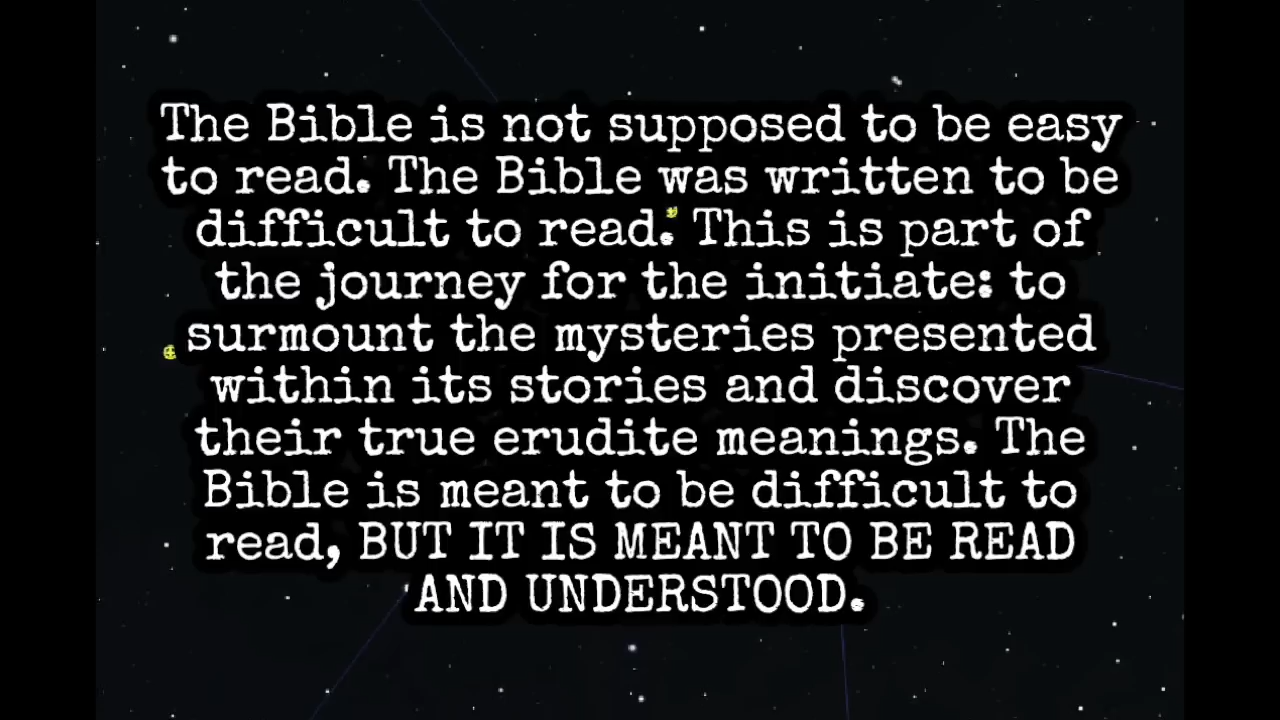 The Bible is not supposed to be easy
to read. The Bible was written to be
difficult to read. This is part of
the journey for the initiate: to
surmount the mysteries presented
within its stories and discover
their true erudite meanings. The
Bible is meant to be difficult to
read, BUT IT IS MEANT TO BE READ
AND UNDERSTOOD.